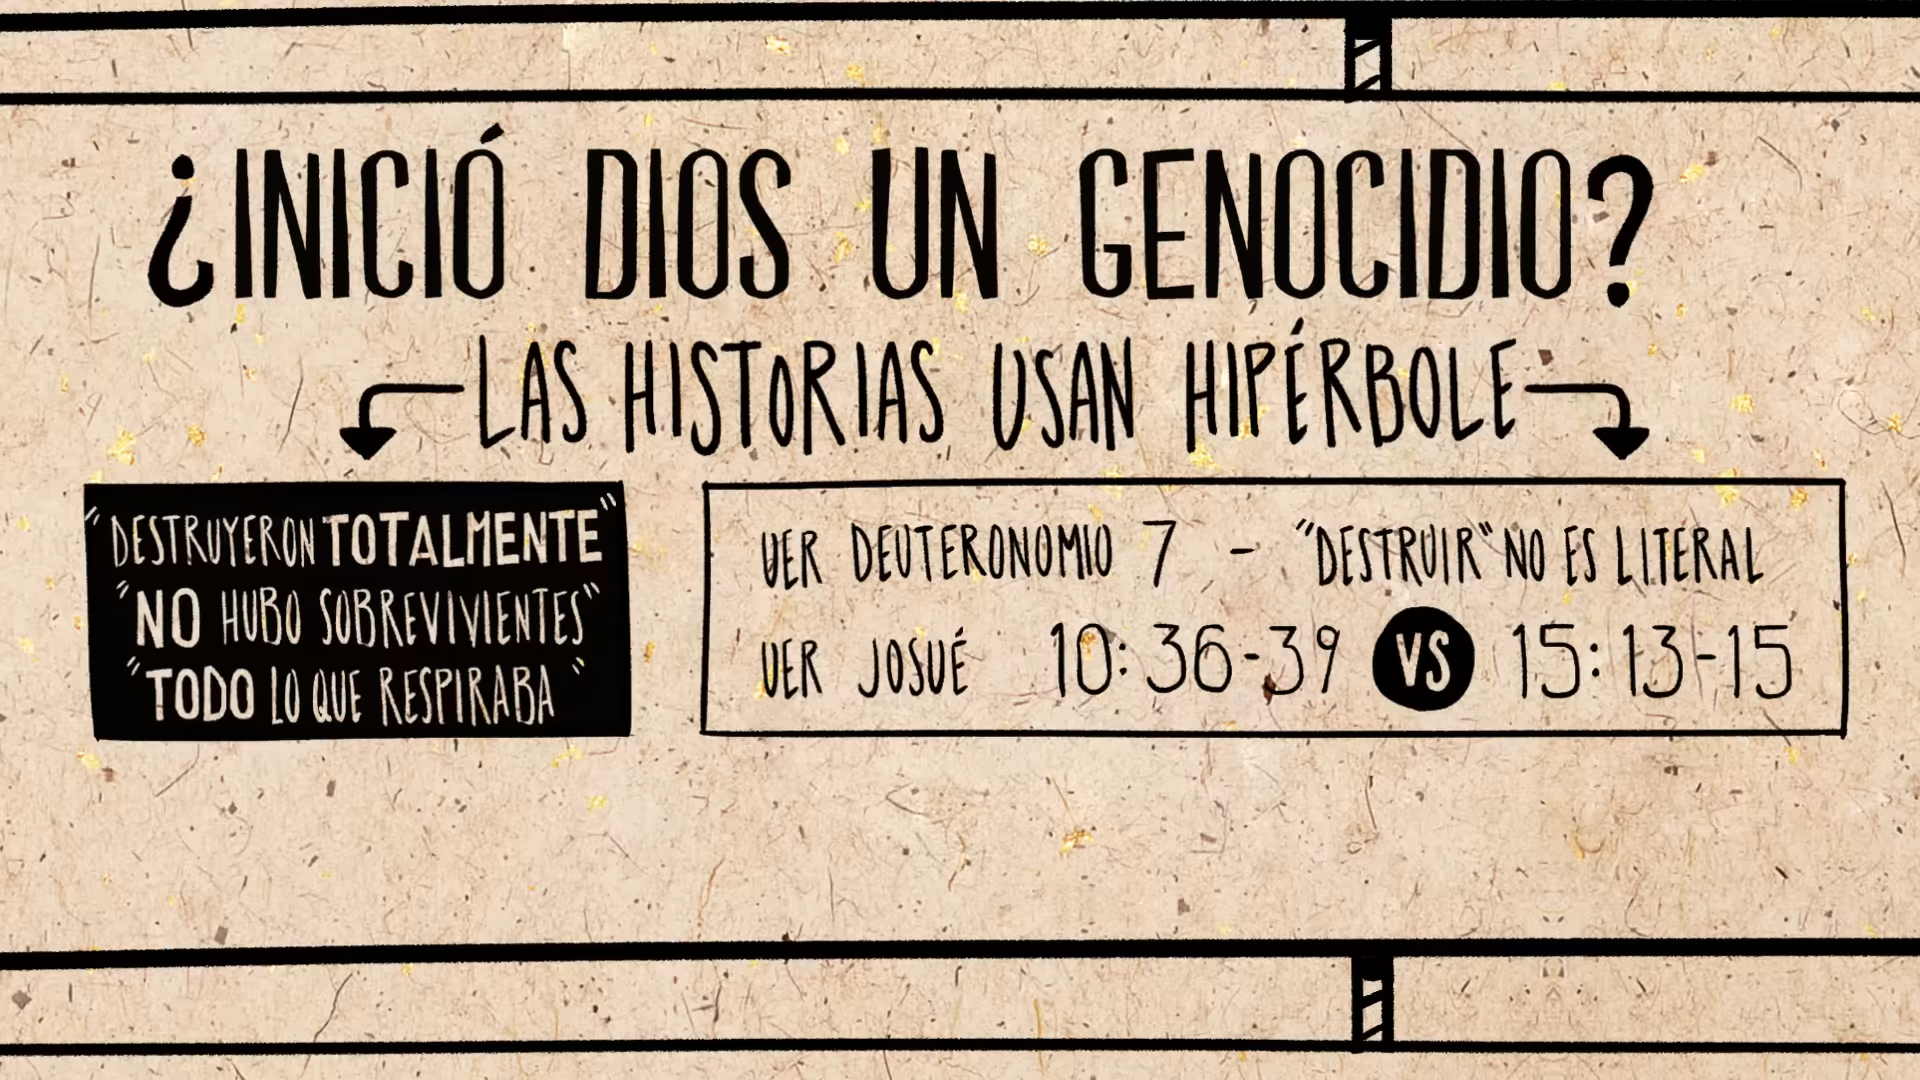 ¿INICIÓ DIOS UN GENOCIDIO?
LAS HISTORIAS USAN HIPÉRBOLE
"DESTRUYERON TOTALMENTE"
"NO HUBO SOBREVIVIENTES"
"TODO LO QUE RESPIRABA"
VER DEUTERONOMIO 7 - "DESTRUIR" NO ES LITERAL
VER JOSUÉ 10:36-39 VS 15:13-15